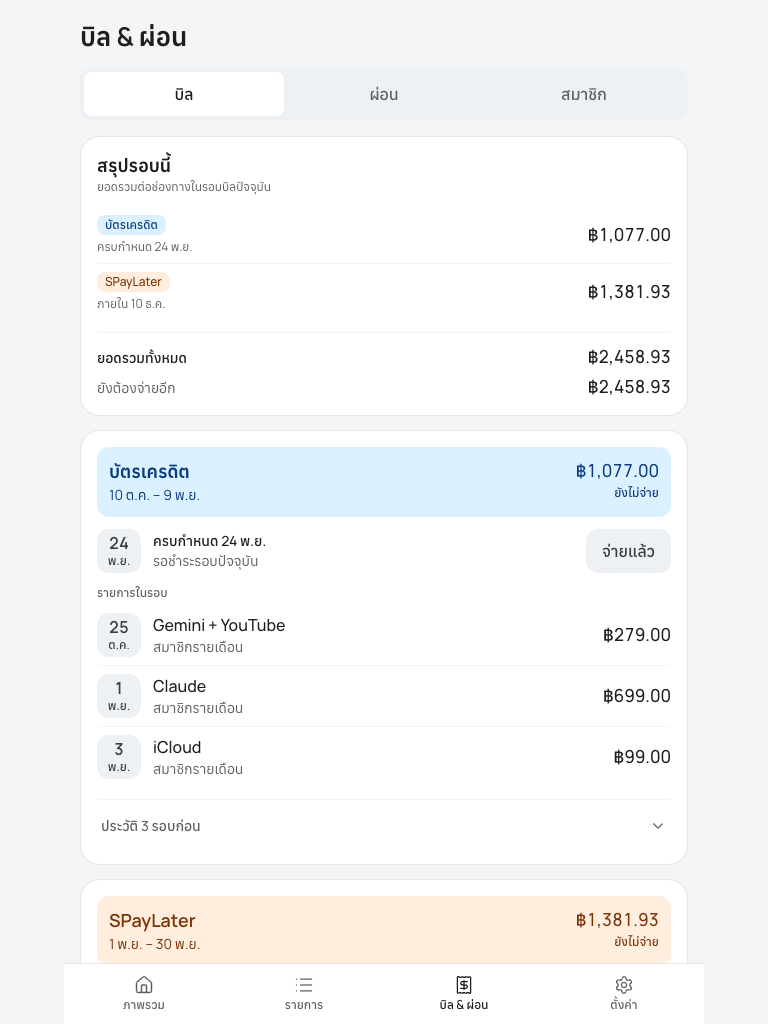 บิล & ผ่อน
บิล
ผ่อน
สมาชิก
สรุปรอบนี้
ยอดรวมต่อช่องทางในรอบบิลปัจจุบัน
บัตรเครดิต
ครบกำหนด 24 พ.ย.
฿1,077.00
SPayLater
ภายใน 10 ธ.ค.
฿1,381.93
ยอดรวมทั้งหมด
฿2,458.93
ยังต้องจ่ายอีก
฿2,458.93
บัตรเครดิต
฿1,077.00
10 ต.ค. – 9 พ.ย.
ยังไม่จ่าย
24
พ.ย.
ครบกำหนด 24 พ.ย.
รอชำระรอบปัจจุบัน
จ่ายแล้ว
รายการในรอบ
25
ต.ค.
Gemini + YouTube
สมาชิกรายเดือน
฿279.00
1
พ.ย.
Claude
สมาชิกรายเดือน
฿699.00
3
พ.ย.
iCloud
สมาชิกรายเดือน
฿99.00
ประวัติ 3 รอบก่อน
SPayLater
฿1,381.93
1 พ.ย. – 30 พ.ย.
ยังไม่จ่าย
ภาพรวม
รายการ
บิล & ผ่อน
ตั้งค่า